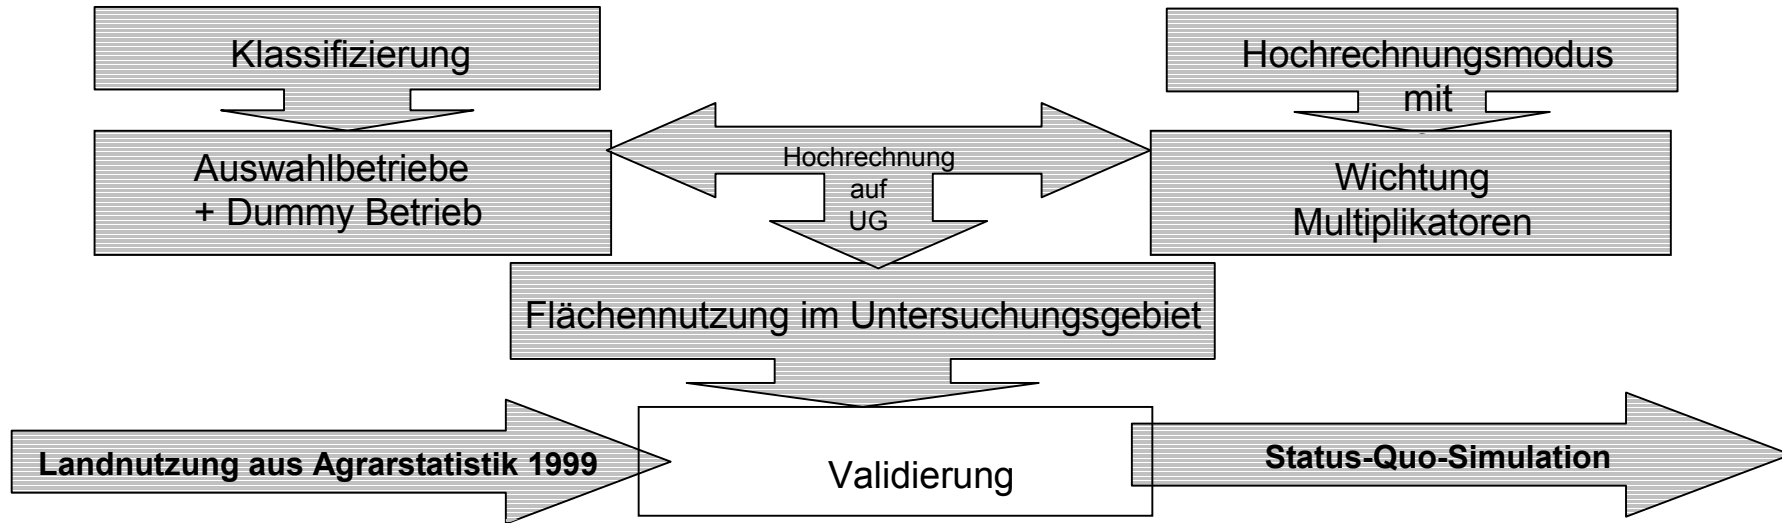 Klassifizierung
Hochrechnungsmodus
mit
Auswahlbetriebe
+ Dummy Betrieb
Hochrechnung
auf
UG
Wichtung
Multiplikatoren
Flächennutzung im Untersuchungsgebiet
Landnutzung aus Agrarstatistik 1999
Validierung
Status-Quo-Simulation